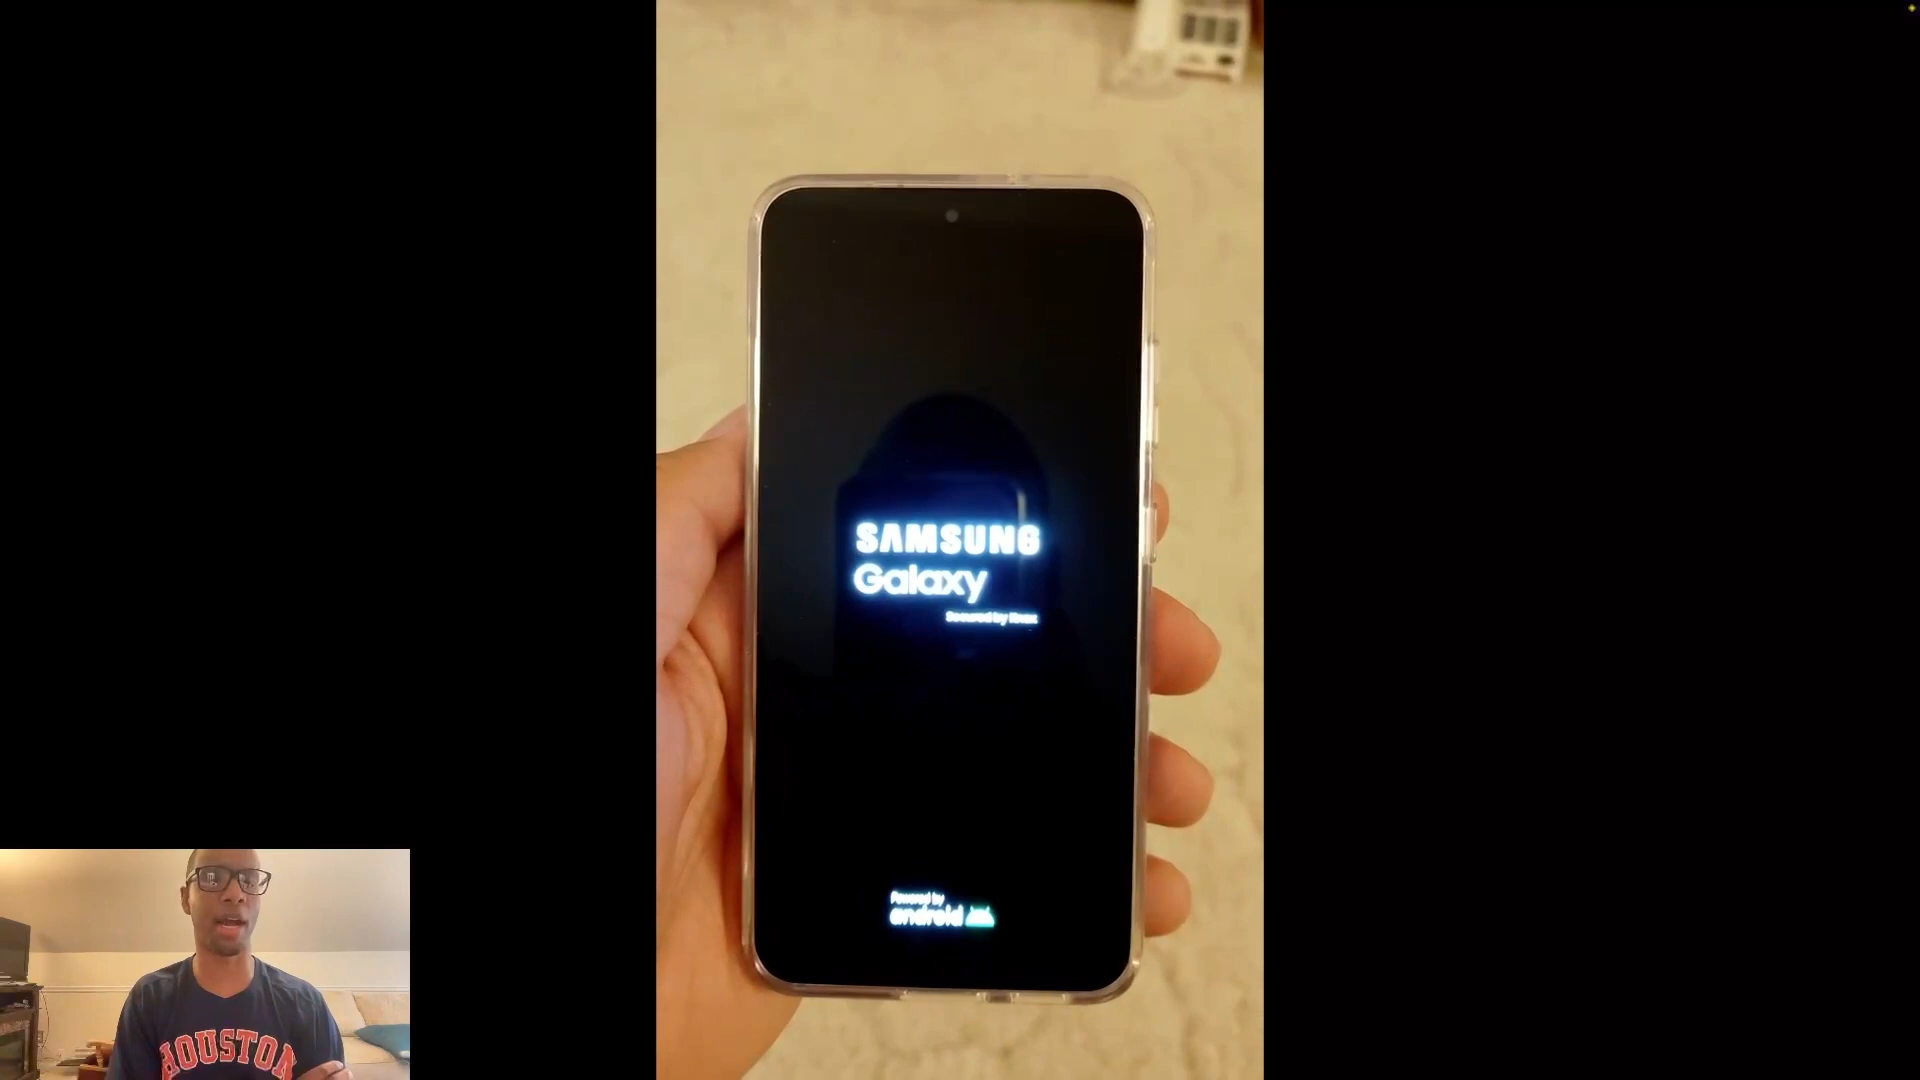 SAMSUNG
Galaxy
Secured by Knox
Powered by
android
HOUSTON